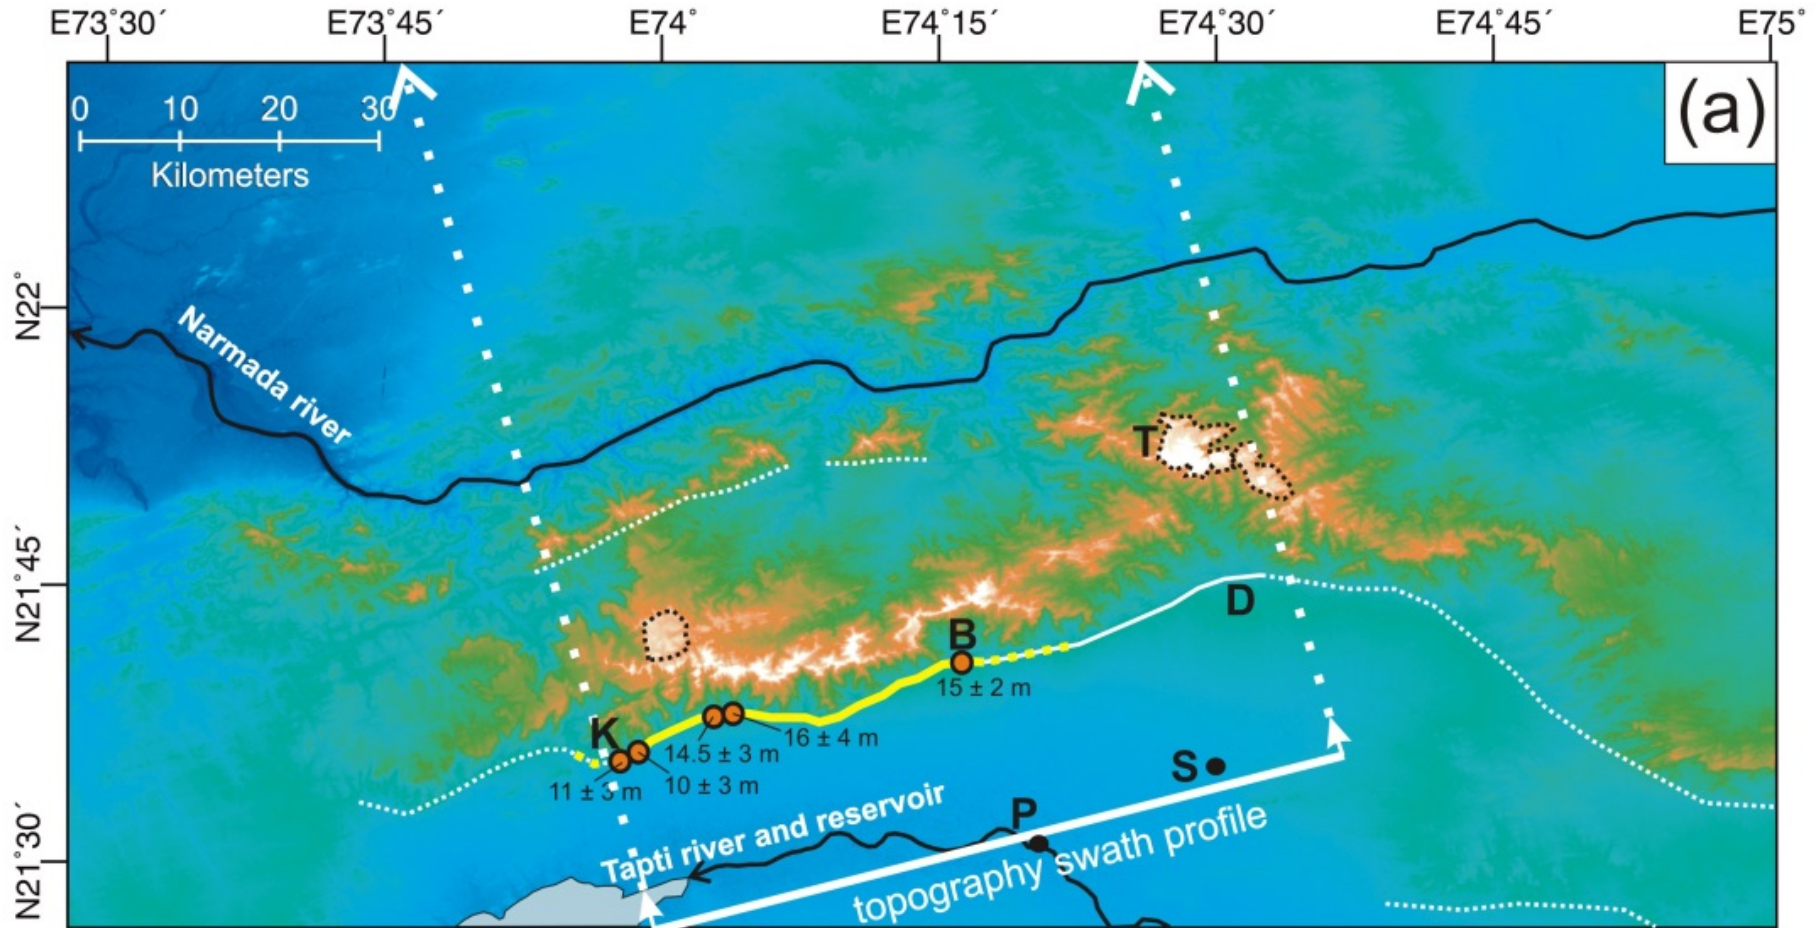 E73°30´ E73°45´ E74° E74°15´ E74°30´ E74°45´ E75°
(a)
0 10 20 30
Kilometers
N22°
Narmada river
T
N21°45´
D
B
15 ± 2 m
K
14.5 ± 3 m
16 ± 4 m
11 ± 3 m
10 ± 3 m
S
P
Tapti river and reservoir
topography swath profile
N21°30´